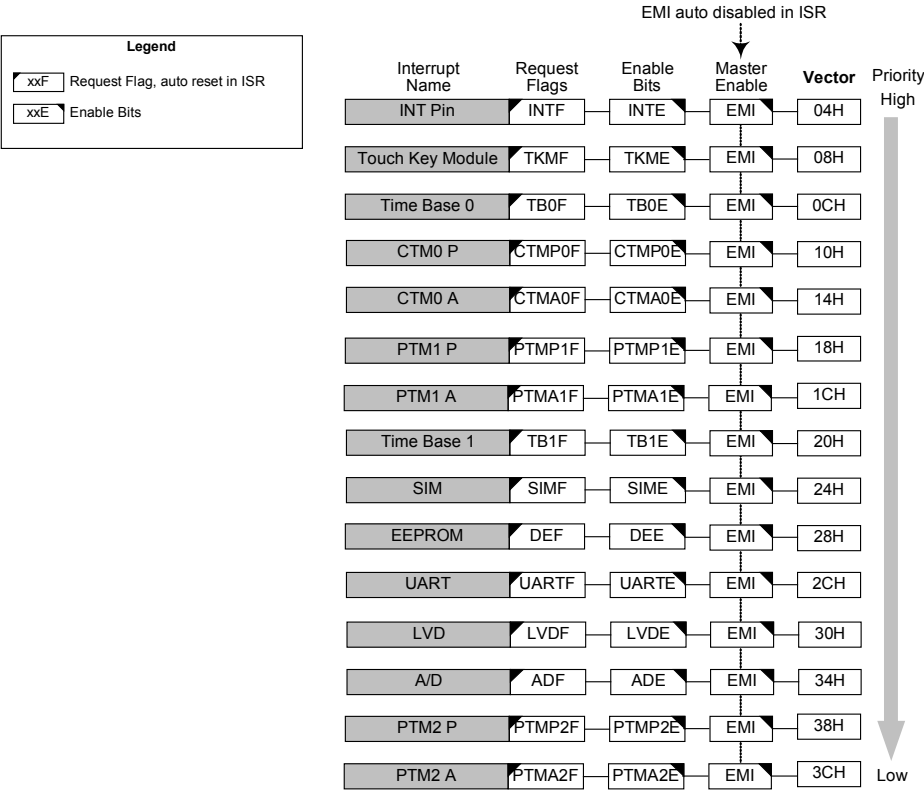 EMI auto disabled in ISR
Legend
xxF Request Flag, auto reset in ISR
xxE Enable Bits
Interrupt Name Request Flags Enable Bits Master Enable Vector Priority
High
INT Pin INTF INTE EMI 04H
Touch Key Module TKMF TKME EMI 08H
Time Base 0 TB0F TB0E EMI 0CH
CTM0 P CTMP0F CTMP0E EMI 10H
CTM0 A CTMA0F CTMA0E EMI 14H
PTM1 P PTMP1F PTMP1E EMI 18H
PTM1 A PTMA1F PTMA1E EMI 1CH
Time Base 1 TB1F TB1E EMI 20H
SIM SIMF SIME EMI 24H
EEPROM DEF DEE EMI 28H
UART UARTF UARTE EMI 2CH
LVD LVDF LVDE EMI 30H
A/D ADF ADE EMI 34H
PTM2 P PTMP2F PTMP2E EMI 38H
PTM2 A PTMA2F PTMA2E EMI 3CH Low